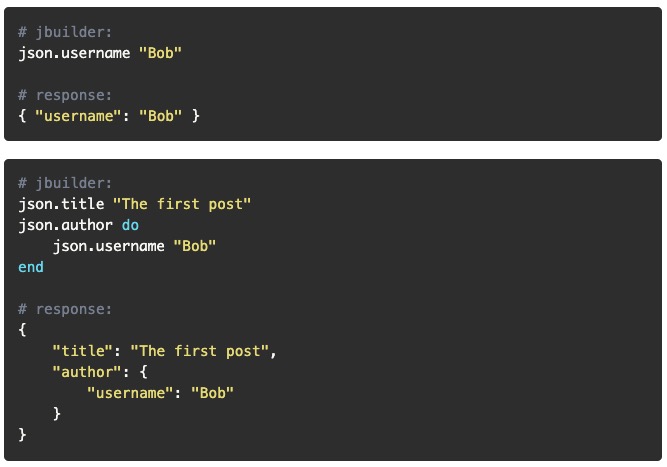 # jbuilder:
json.username "Bob"
# response:
{ "username": "Bob" }
# jbuilder:
json.title "The first post"
json.author do
    json.username "Bob"
end
# response:
{
    "title": "The first post",
    "author": {
        "username": "Bob"
    }
}